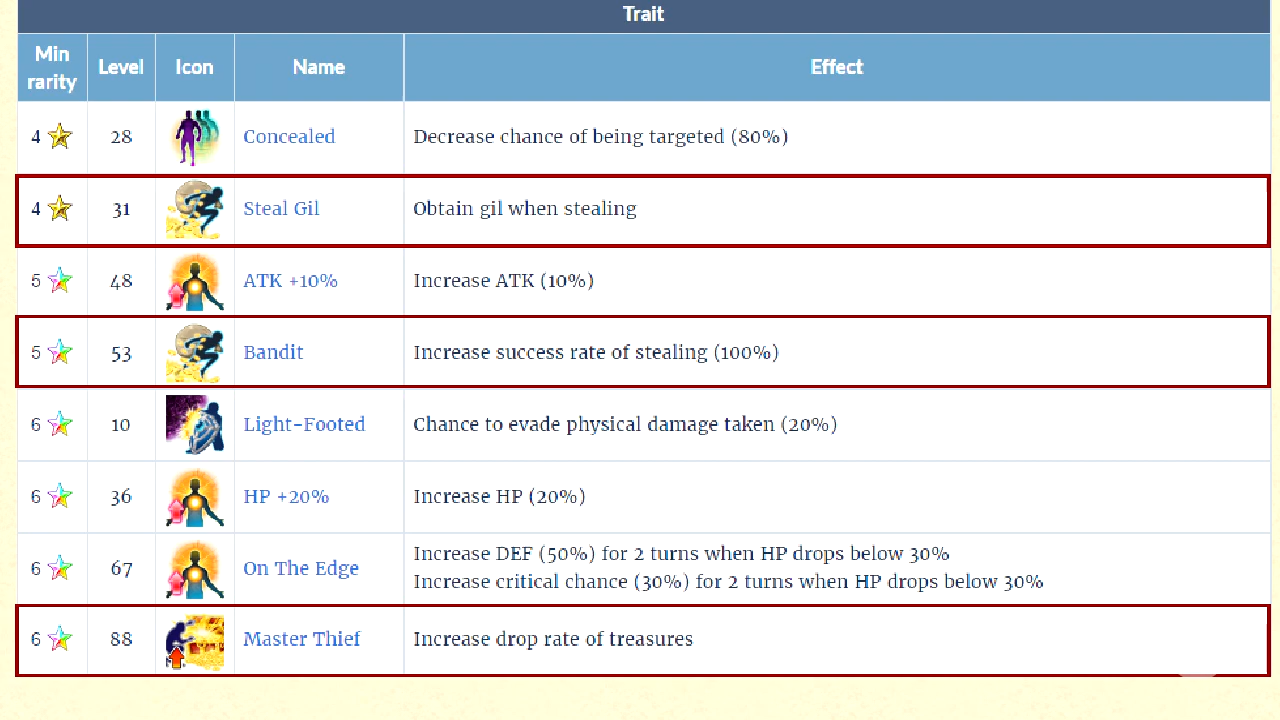 Trait
Min rarity Level Icon Name Effect
4 28 Concealed Decrease chance of being targeted (80%)
4 31 Steal Gil Obtain gil when stealing
5 48 ATK +10% Increase ATK (10%)
5 53 Bandit Increase success rate of stealing (100%)
6 10 Light-Footed Chance to evade physical damage taken (20%)
6 36 HP +20% Increase HP (20%)
6 67 On The Edge Increase DEF (50%) for 2 turns when HP drops below 30%
Increase critical chance (30%) for 2 turns when HP drops below 30%
6 88 Master Thief Increase drop rate of treasures